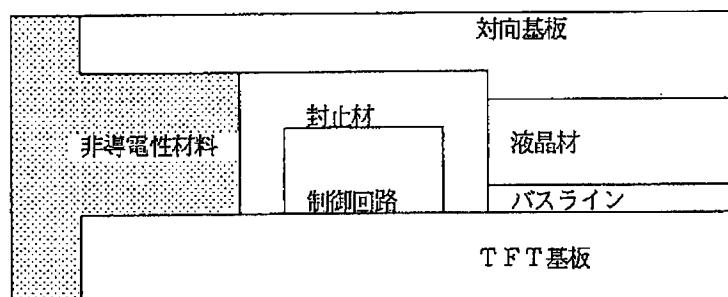 対向基板
封止材
非導電性材料
液晶材
制御回路
バスライン
TFT基板